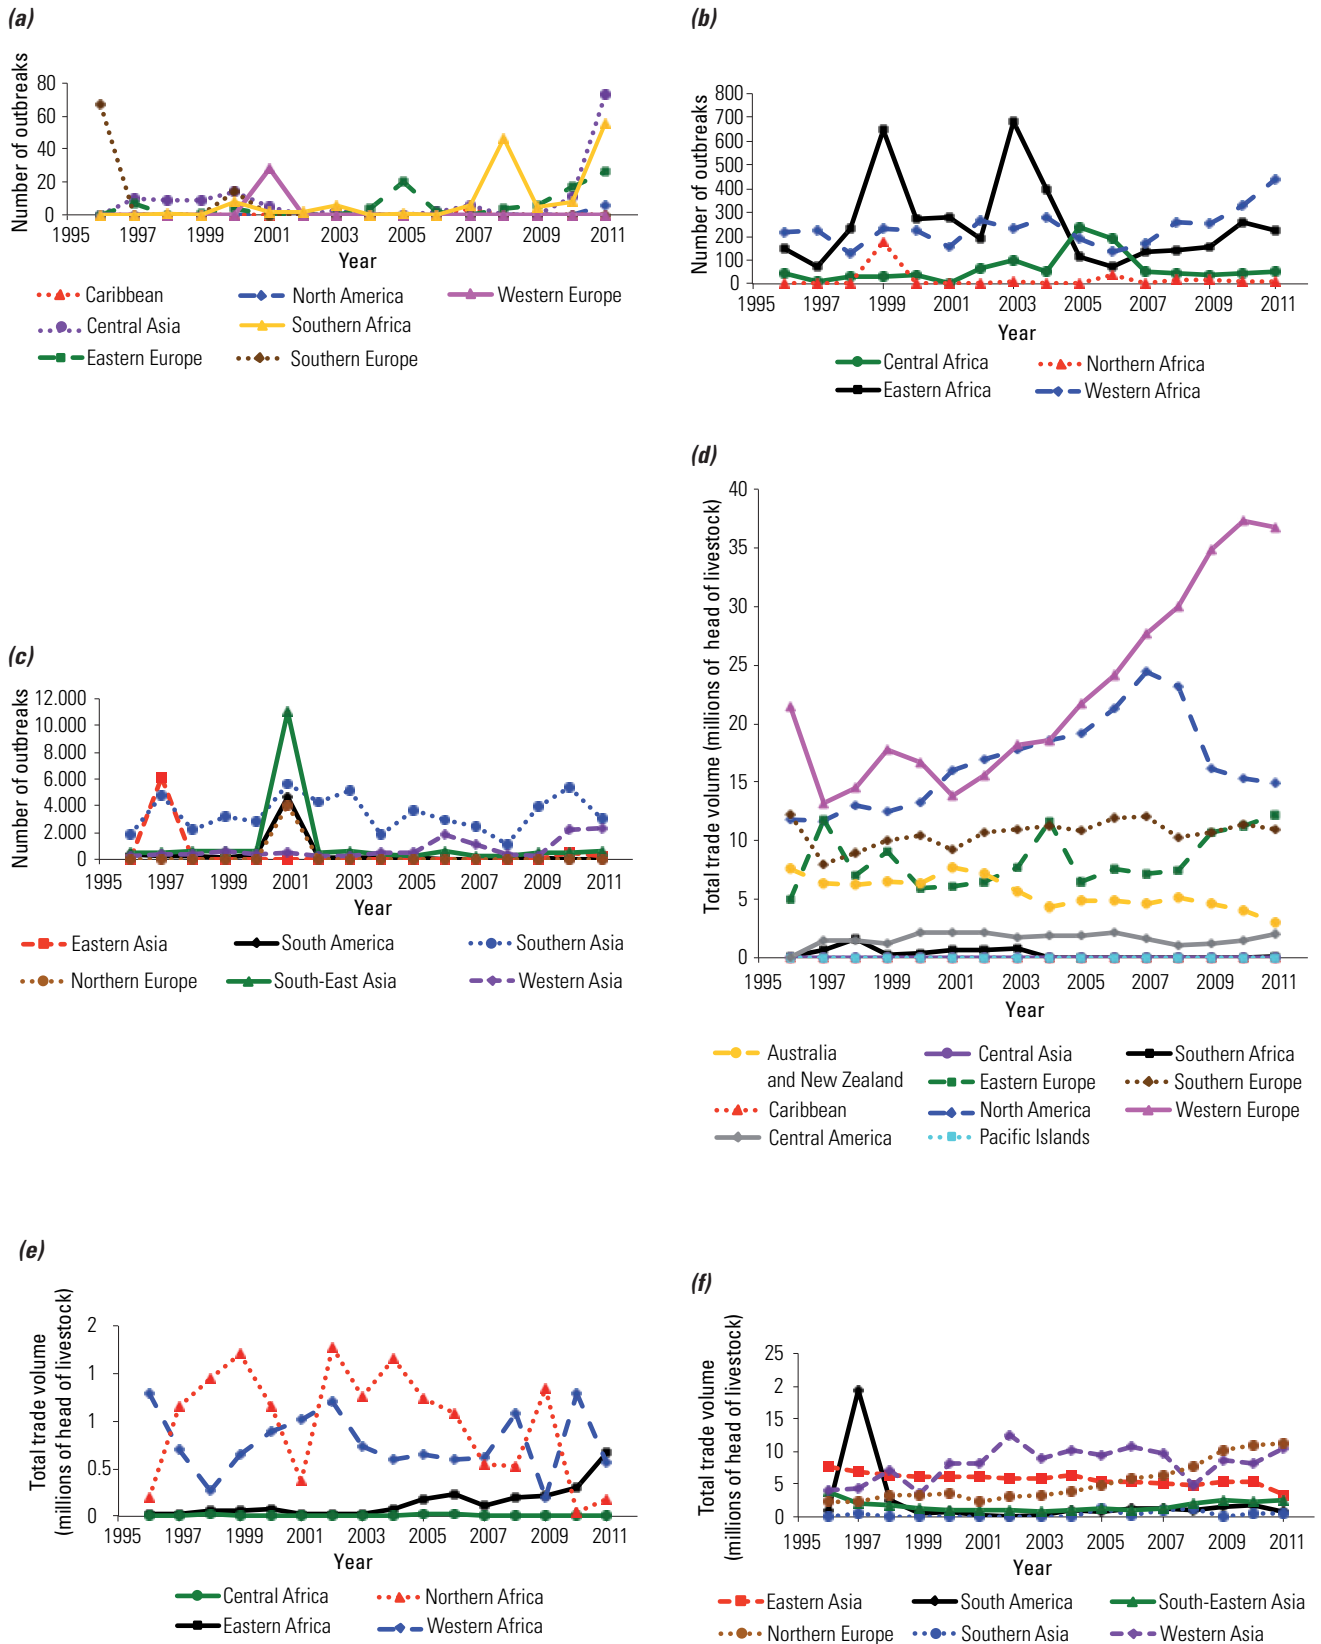 (a)
Number of outbreaks
80
60
40
20
0
1995 1997 1999 2001 2003 2005 2007 2009 2011
Year
Caribbean North America Western Europe
Central Asia Southern Africa
Eastern Europe Southern Europe
(b)
Number of outbreaks
800
700
600
500
400
300
200
100
0
1995 1997 1999 2001 2003 2005 2007 2009 2011
Year
Central Africa Northern Africa
Eastern Africa Western Africa
(c)
Number of outbreaks
12.000
10.000
8.000
6.000
4.000
2.000
0
1995 1997 1999 2001 2003 2005 2007 2009 2011
Year
Eastern Asia South America Southern Asia
Northern Europe South-East Asia Western Asia
(d)
Total trade volume (millions of head of livestock)
40
35
30
25
20
15
10
5
0
1995 1997 1999 2001 2003 2005 2007 2009 2011
Year
Australia Central Asia Southern Africa
and New Zealand Eastern Europe Southern Europe
Caribbean North America Western Europe
Central America Pacific Islands
(e)
Total trade volume
(millions of head of livestock)
2
1
1
0.5
0
1995 1997 1999 2001 2003 2005 2007 2009 2011
Year
Central Africa Northern Africa
Eastern Africa Western Africa
(f)
Total trade volume
(millions of head of livestock)
25
2
15
10
5
0
1995 1997 1999 2001 2003 2005 2007 2009 2011
Year
Eastern Asia South America South-Eastern Asia
Northern Europe Southern Asia Western Asia